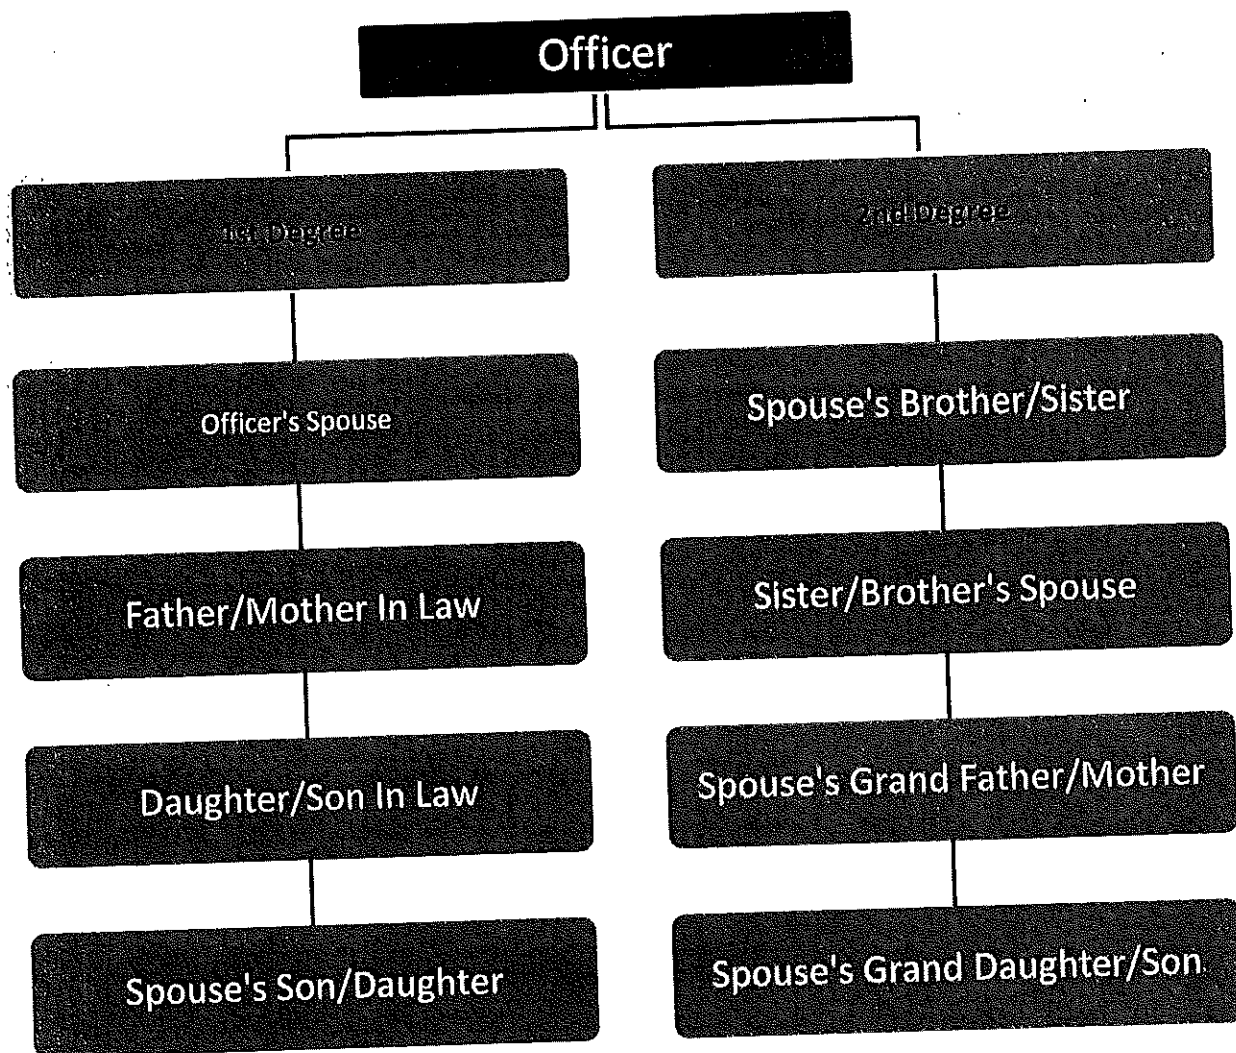 Officer
1st Degree
2nd Degree
Officer's Spouse
Spouse's Brother/Sister
Father/Mother In Law
Sister/Brother's Spouse
Daughter/Son In Law
Spouse's Grand Father/Mother
Spouse's Son/Daughter
Spouse's Grand Daughter/Son